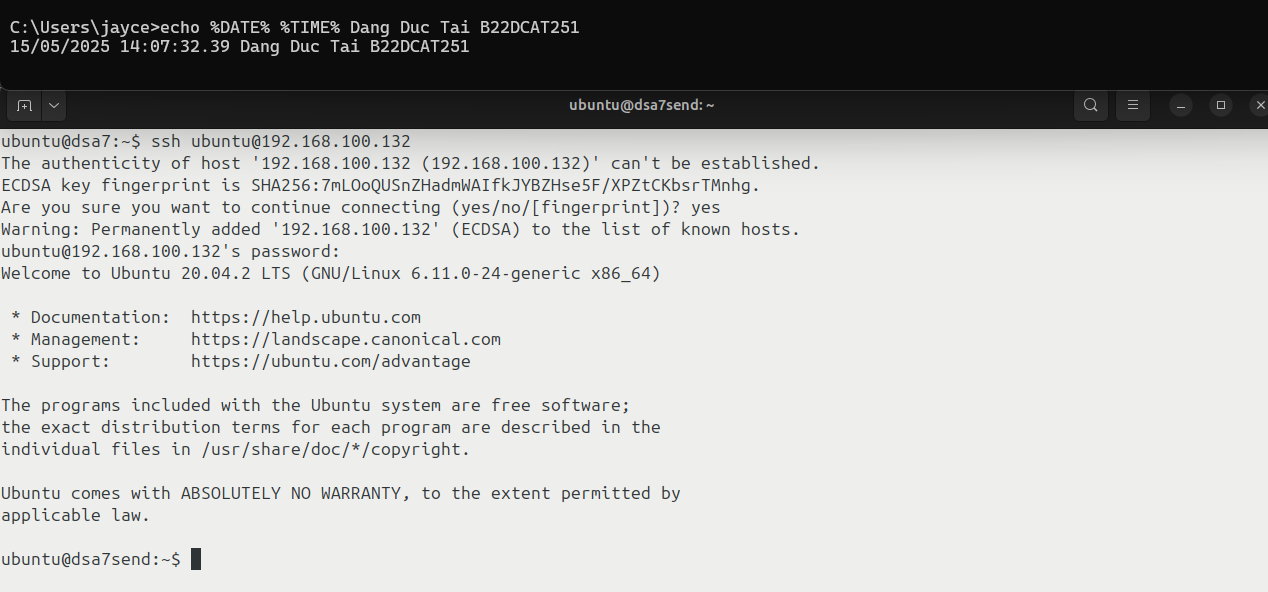 C:\Users\jayce>echo %DATE% %TIME% Dang Duc Tai B22DCAT251
15/05/2025 14:07:32.39 Dang Duc Tai B22DCAT251
ubuntu@dsa7send: ~
ubuntu@dsa7:~$ ssh ubuntu@192.168.100.132
The authenticity of host '192.168.100.132 (192.168.100.132)' can't be established.
ECDSA key fingerprint is SHA256:7mLOoQUSnZHadmWAIfkJYBZHse5F/XPZtCKbsrTMnhg.
Are you sure you want to continue connecting (yes/no/[fingerprint])? yes
Warning: Permanently added '192.168.100.132' (ECDSA) to the list of known hosts.
ubuntu@192.168.100.132's password:
Welcome to Ubuntu 20.04.2 LTS (GNU/Linux 6.11.0-24-generic x86_64)
* Documentation:  https://help.ubuntu.com
* Management:     https://landscape.canonical.com
* Support:        https://ubuntu.com/advantage
The programs included with the Ubuntu system are free software;
the exact distribution terms for each program are described in the
individual files in /usr/share/doc/*/copyright.
Ubuntu comes with ABSOLUTELY NO WARRANTY, to the extent permitted by
applicable law.
ubuntu@dsa7send:~$